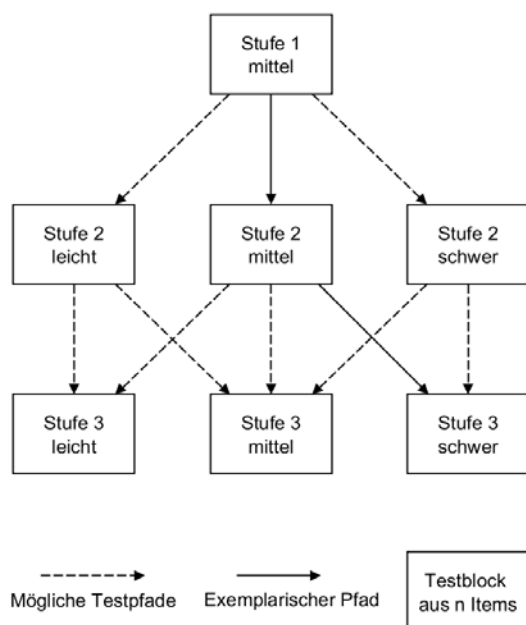 Stufe 1
mittel
Stufe 2
leicht
Stufe 2
mittel
Stufe 2
schwer
Stufe 3
leicht
Stufe 3
mittel
Stufe 3
schwer
Mögliche Testpfade
Exemplarischer Pfad
Testblock
aus n Items